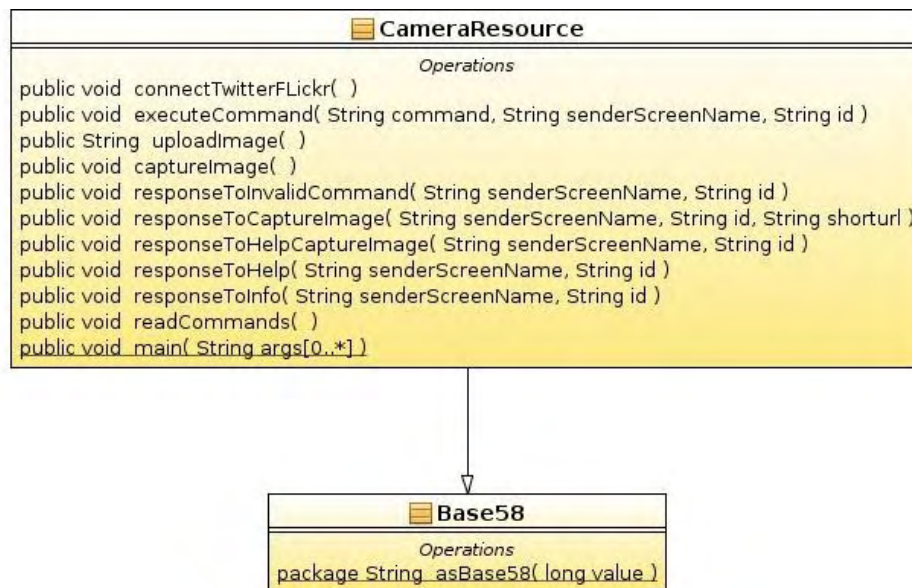 CameraResource
Operations
public void connectTwitterFLickr( )
public void executeCommand( String command, String senderScreenName, String id )
public String uploadImage( )
public void captureImage( )
public void responseToInvalidCommand( String senderScreenName, String id )
public void responseToCaptureImage( String senderScreenName, String id, String shorturl )
public void responseToHelpCaptureImage( String senderScreenName, String id )
public void responseToHelp( String senderScreenName, String id )
public void responseToInfo( String senderScreenName, String id )
public void readCommands( )
public void main( String args[0..*] )
Base58
Operations
package String asBase58( long value )